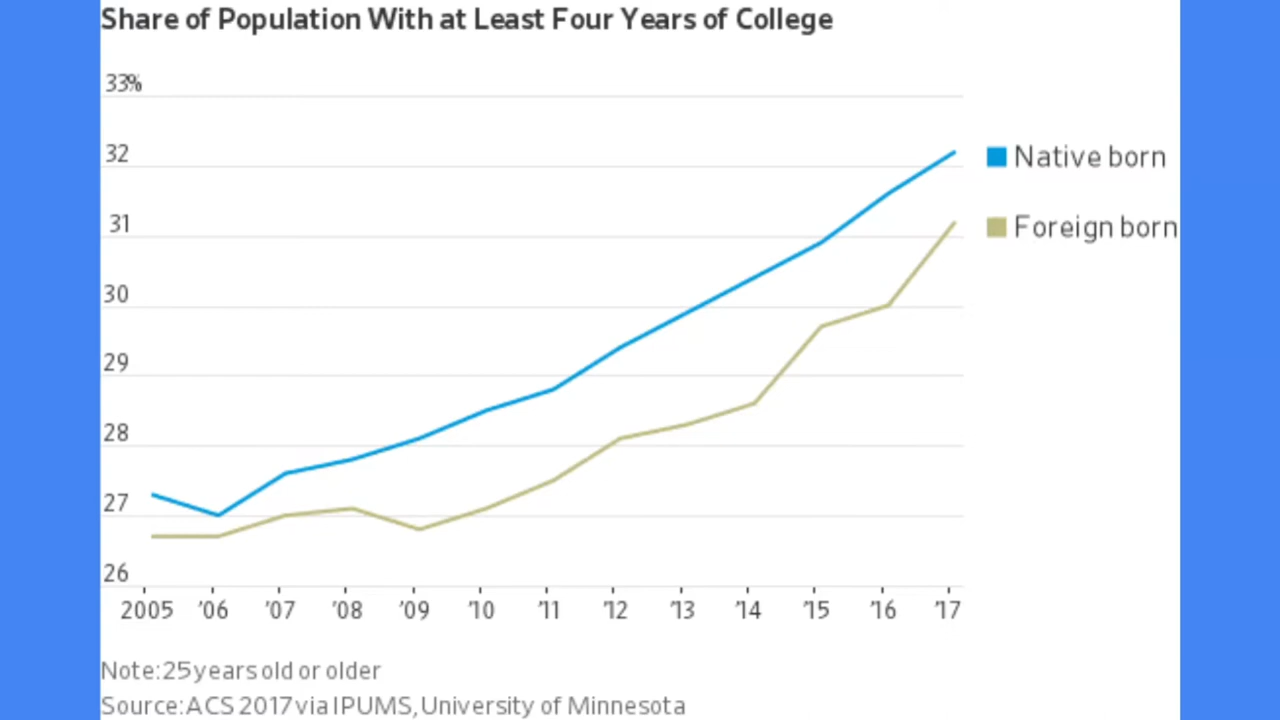 Share of Population With at Least Four Years of College
33%
32
Native born
31
Foreign born
30
29
28
27
26
2005 '06 '07 '08 '09 '10 '11 '12 '13 '14 '15 '16 '17
Note: 25 years old or older
Source: ACS 2017 via IPUMS, University of Minnesota